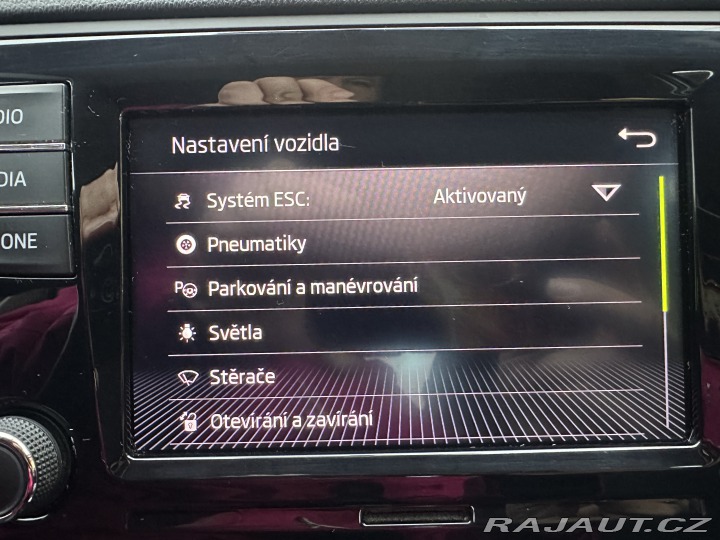 DIO
DIA
ONE
Nastavení vozidla
Systém ESC: Aktivovaný
Pneumatiky
P Parkování a manévrování
Světla
Stěrače
Otevírání a zavírání
RAJAUT.CZ